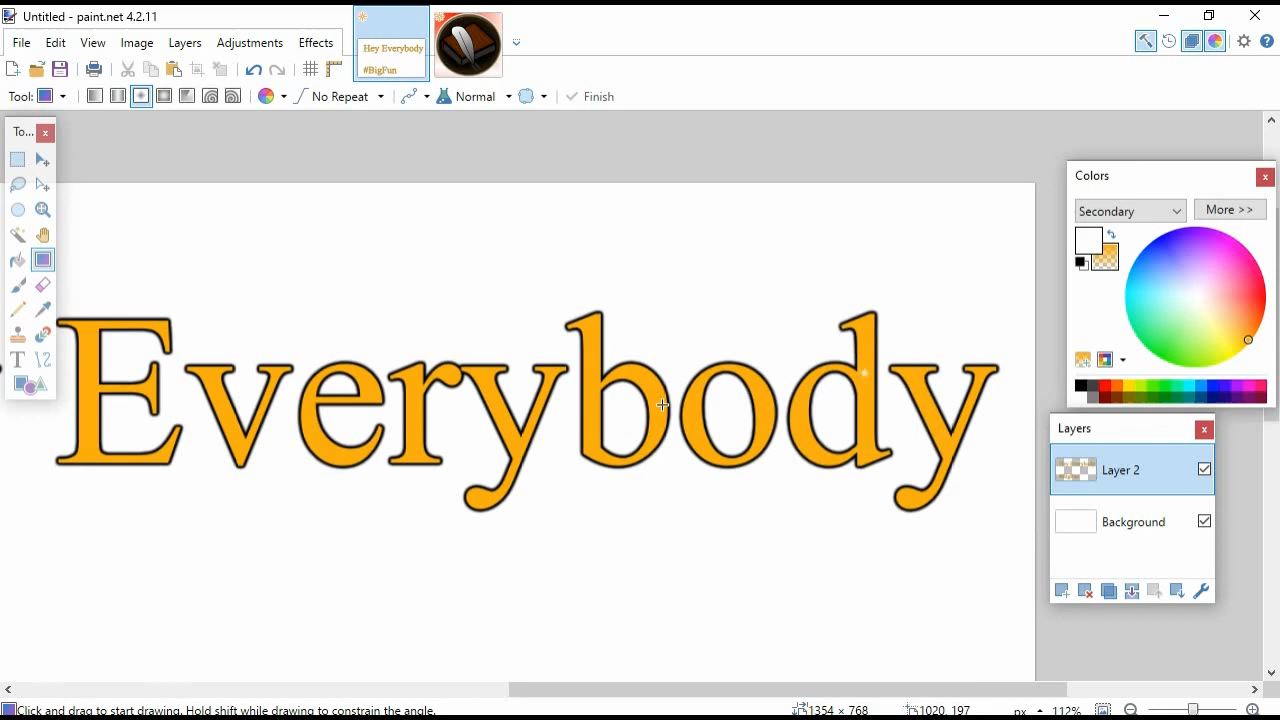 Untitled - paint.net 4.2.11
File Edit View Image Layers Adjustments Effects
Hey Everybody
#BigFun
Tool: No Repeat Normal Finish
To...
Colors
Secondary More >>
Everybody
Layers
Layer 2
Background
Click and drag to start drawing. Hold shift while drawing to constrain the angle. 1354 × 768 1020, 197 px 112%